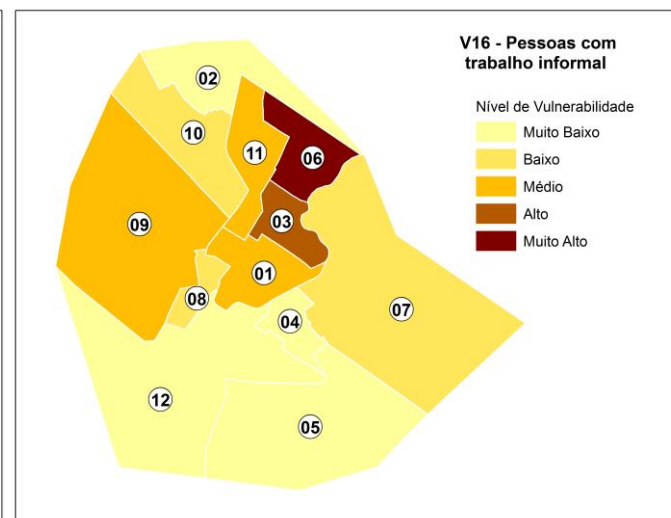 V16 - Pessoas com
trabalho informal
Nível de Vulnerabilidade
Muito Baixo
Baixo
Médio
Alto
Muito Alto
02
10
11
06
09
03
01
08
04
07
12
05